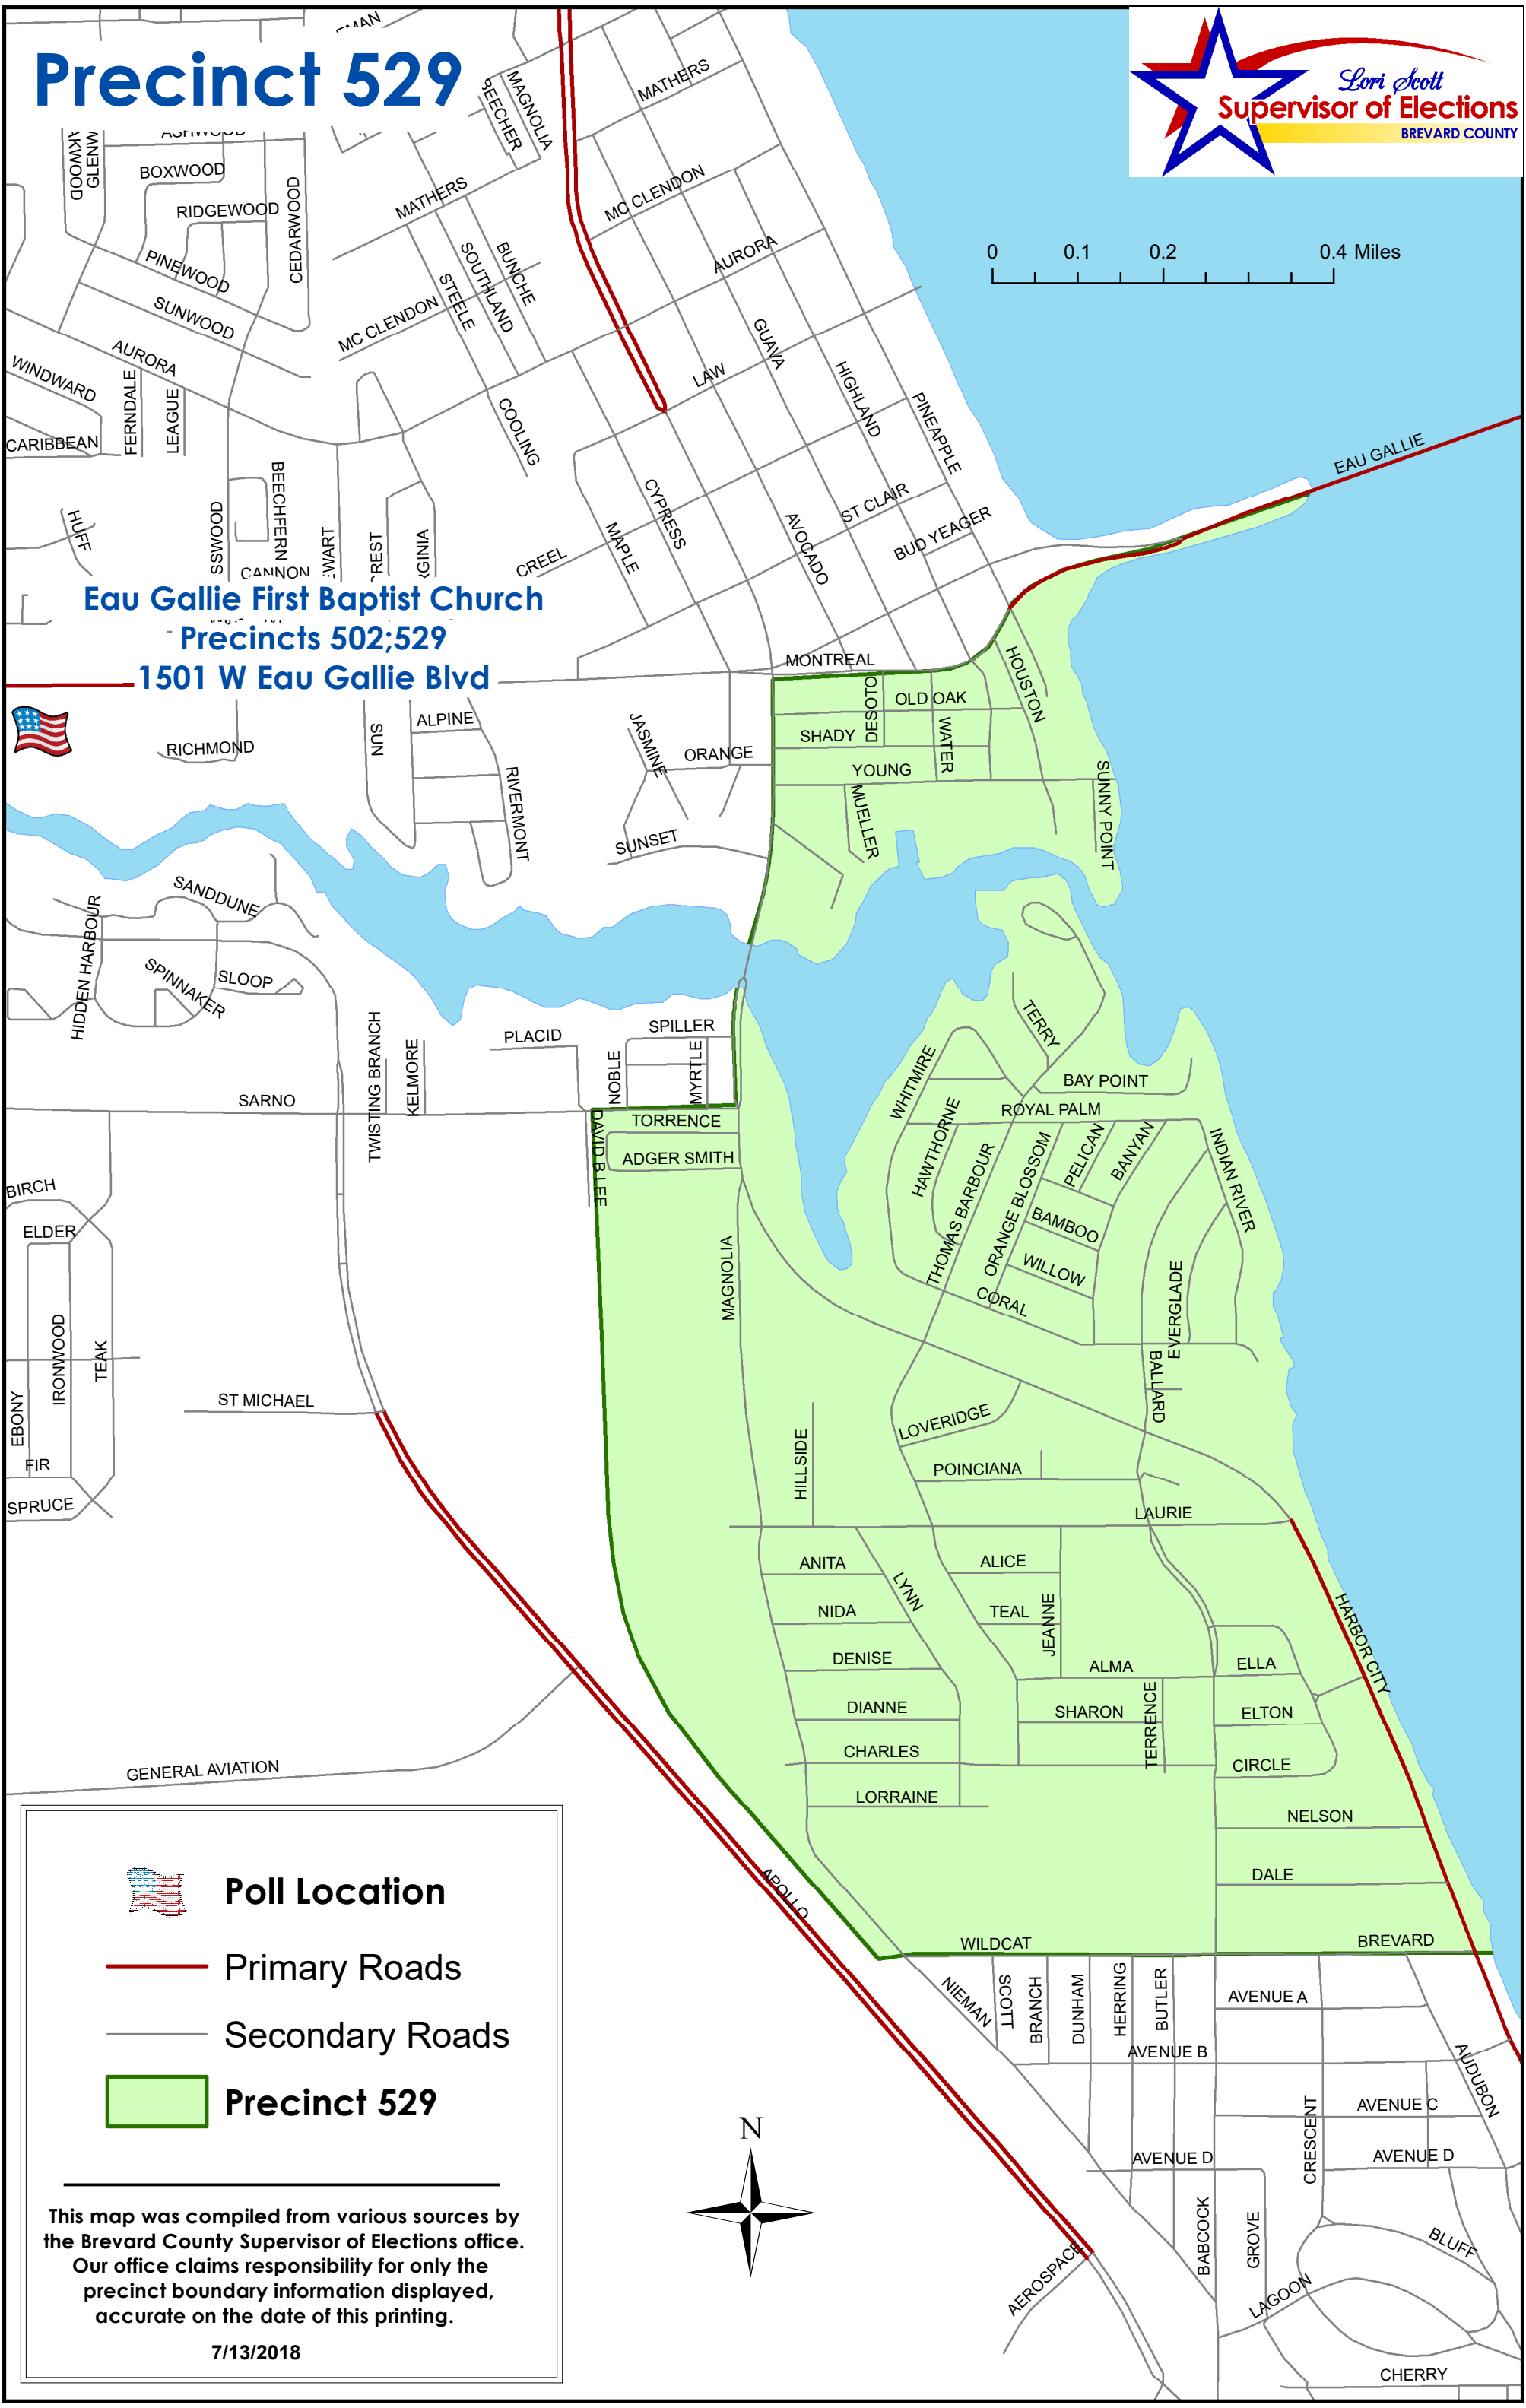 Precinct 529
Lori Scott
Supervisor of Elections
BREVARD COUNTY
0 0.1 0.2 0.4 Miles
MAGNOLIA
BEECHER
MATHERS
GLENW
BOXWOOD
RIDGEWOOD
CEDARWOOD
PINEWOOD
SUNWOOD
MATHERS
MC CLENDON
AURORA
BUNCHE
SOUTHLAND
STEELE
MC CLENDON
AURORA
WINDWARD
FERNDALE
LEAGUE
CARIBBEAN
LAW
GUAVA
HIGHLAND
PINEAPPLE
COOLING
EAU GALLIE
BEECHFERN
HUFF
SSWOOD
CANNON
EWART
CREST
RGINIA
CREEL
MAPLE
CYPRESS
AVOCADO
ST CLAIR
BUD YEAGER
Eau Gallie First Baptist Church
Precincts 502;529
1501 W Eau Gallie Blvd
MONTREAL
HOUSTON
DESOTO
OLD OAK
SHADY
WATER
YOUNG
MUELLER
SUNNY POINT
RICHMOND
SUN
ALPINE
RIVERMONT
JASMINE
ORANGE
SUNSET
SANDDUNE
HIDDEN HARBOUR
SPINNAKER
SLOOP
TWISTING BRANCH
KELMORE
PLACID
NOBLE
SPILLER
MYRTLE
SARNO
TORRENCE
DAVID B LEE
ADGER SMITH
TERRY
WHITMIRE
BAY POINT
ROYAL PALM
HAWTHORNE
THOMAS BARBOUR
ORANGE BLOSSOM
PELICAN
BANYAN
INDIAN RIVER
BAMBOO
WILLOW
CORAL
EVERGLADE
BALLARD
BIRCH
ELDER
IRONWOOD
TEAK
EBONY
FIR
SPRUCE
ST MICHAEL
MAGNOLIA
HILLSIDE
LOVERIDGE
POINCIANA
LAURIE
ANITA
LYNN
ALICE
NIDA
TEAL
JEANNE
HARBOR CITY
DENISE
ALMA
ELLA
DIANNE
SHARON
TERRENCE
ELTON
CHARLES
CIRCLE
LORRAINE
NELSON
DALE
GENERAL AVIATION
APOLLO
WILDCAT
BREVARD
NIEMAN
SCOTT
BRANCH
DUNHAM
HERRING
BUTLER
AVENUE A
AVENUE B
AUDUBON
AVENUE C
CRESCENT
AVENUE D
AVENUE D
BABCOCK
GROVE
BLUFF
LAGOON
AEROSPACE
CHERRY
N
Poll Location
Primary Roads
Secondary Roads
Precinct 529
This map was compiled from various sources by
the Brevard County Supervisor of Elections office.
Our office claims responsibility for only the
precinct boundary information displayed,
accurate on the date of this printing.
7/13/2018